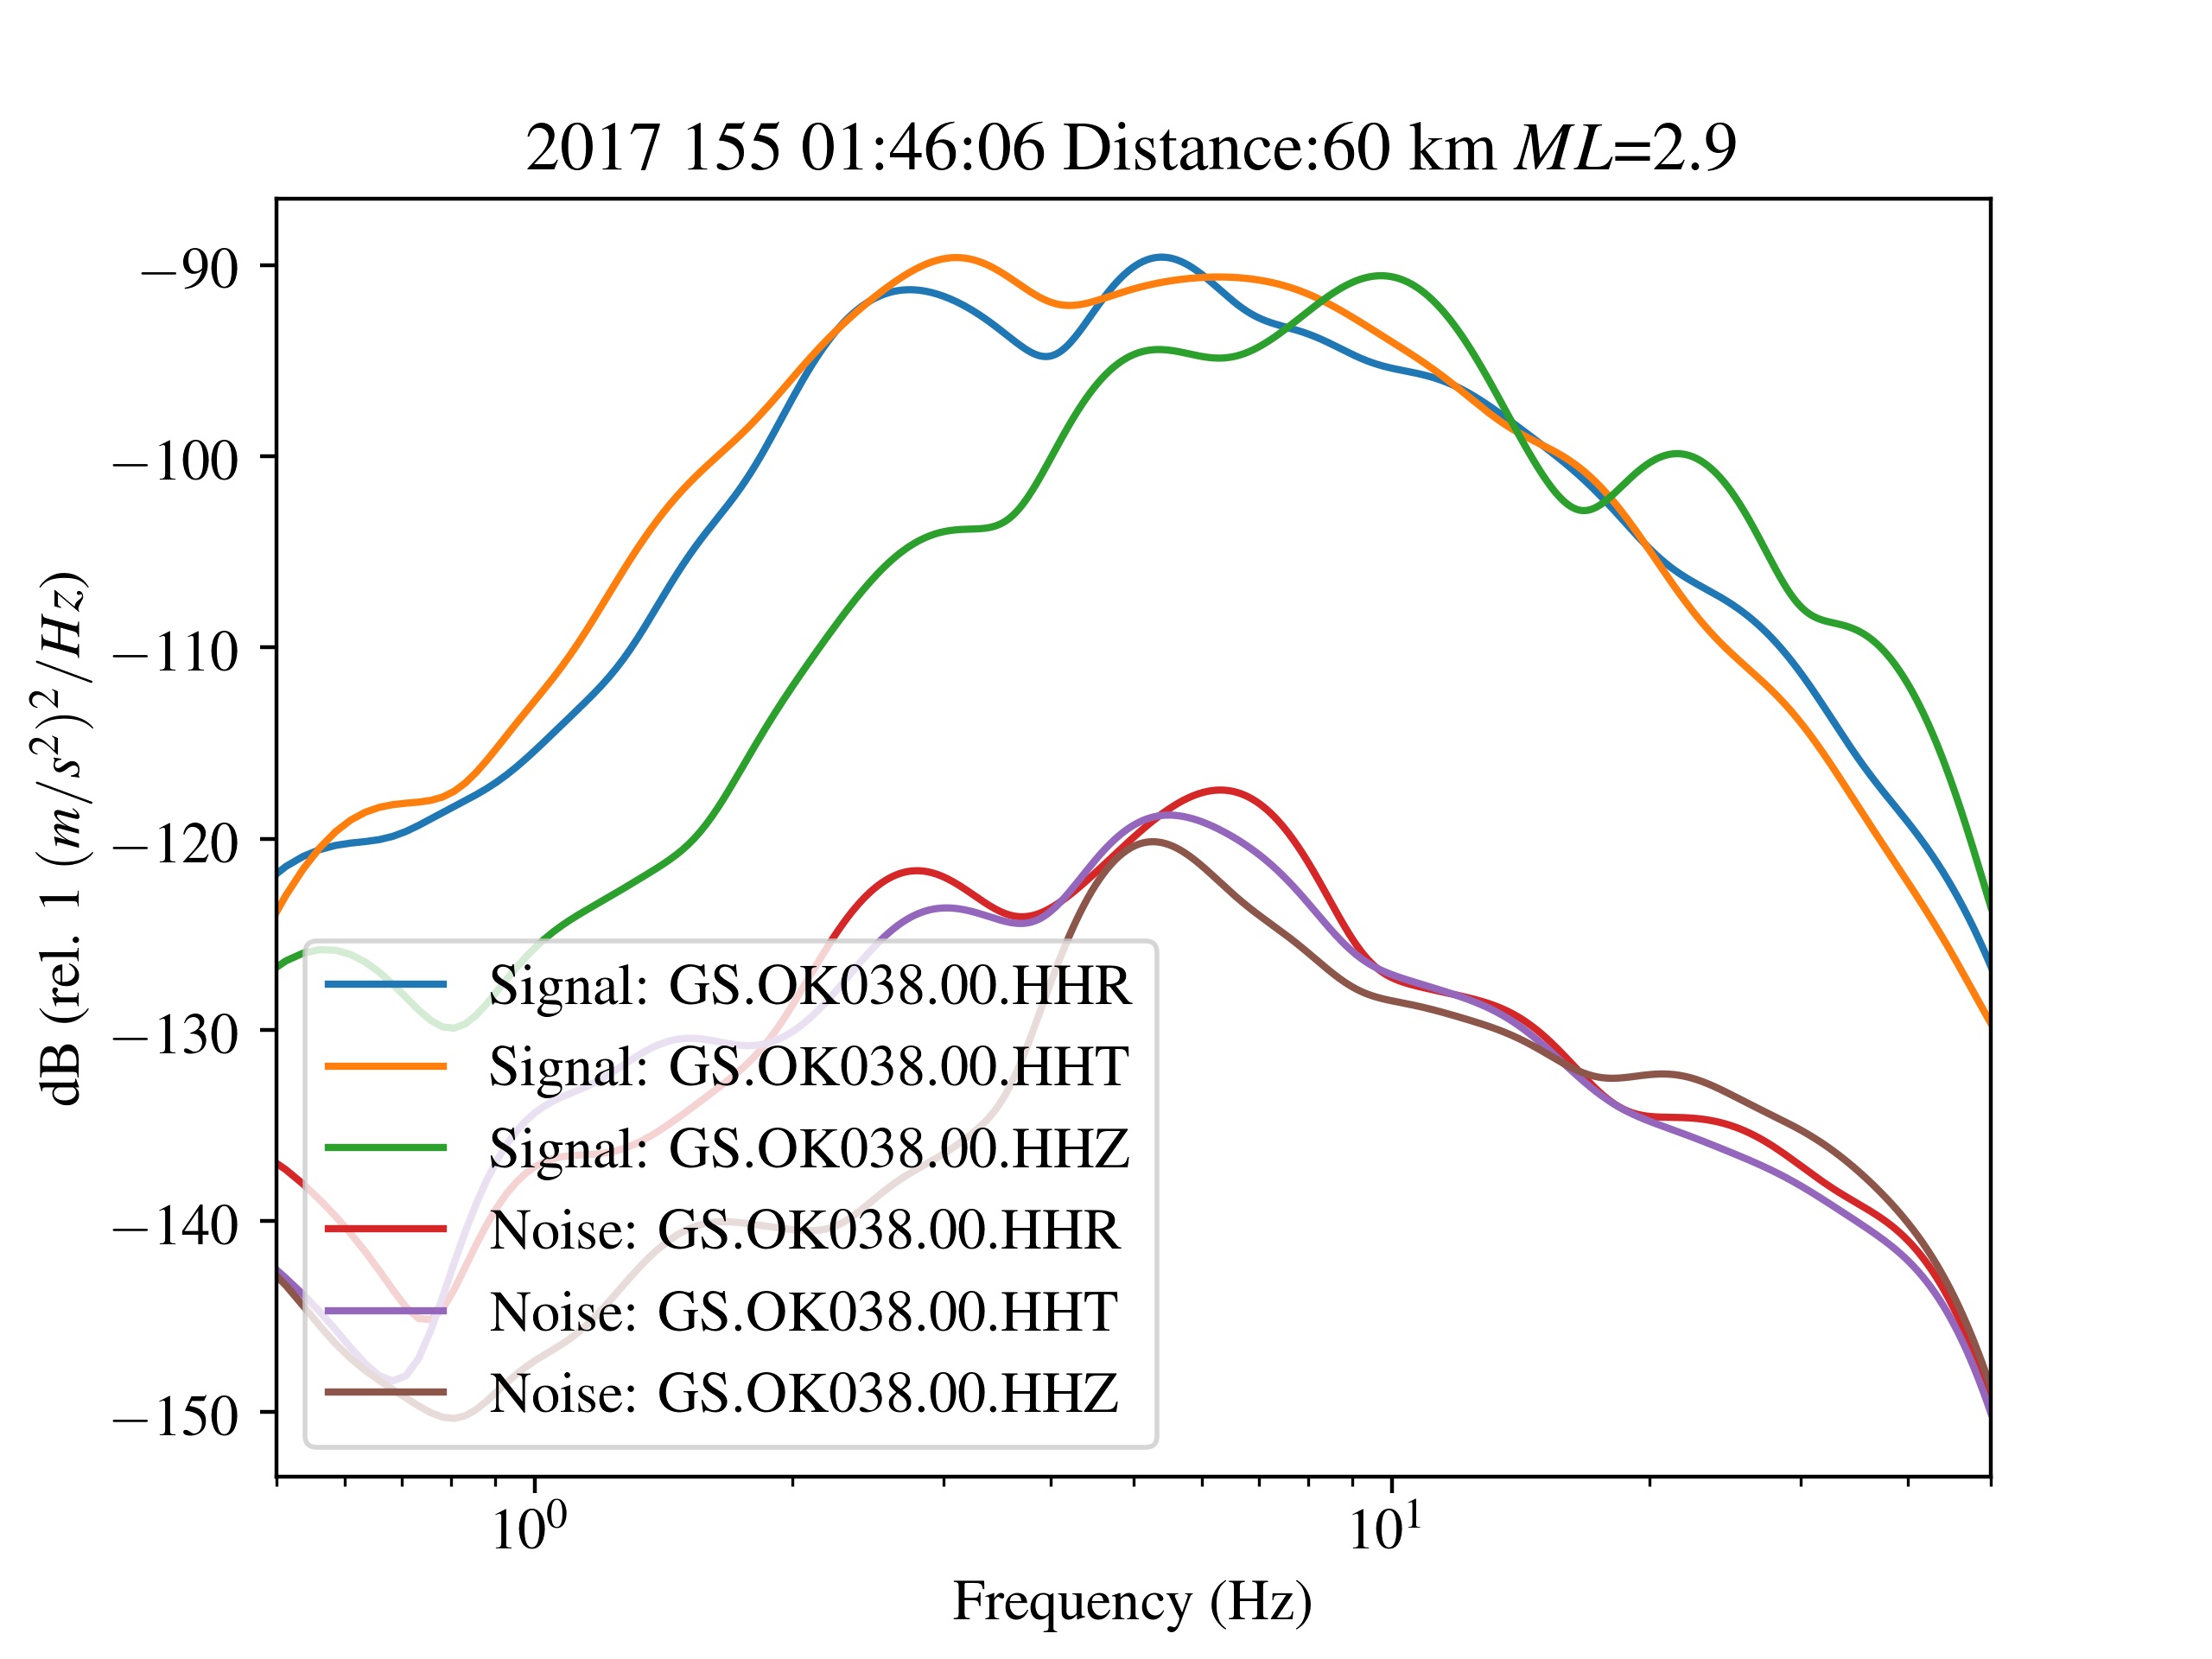 2017 155 01:46:06 Distance:60 km ML=2.9
dB (rel. 1 (m/s²)²/Hz)
−90
−100
−110
−120
−130
−140
−150
Signal: GS.OK038.00.HHR
Signal: GS.OK038.00.HHT
Signal: GS.OK038.00.HHZ
Noise: GS.OK038.00.HHR
Noise: GS.OK038.00.HHT
Noise: GS.OK038.00.HHZ
10⁰ 10¹
Frequency (Hz)